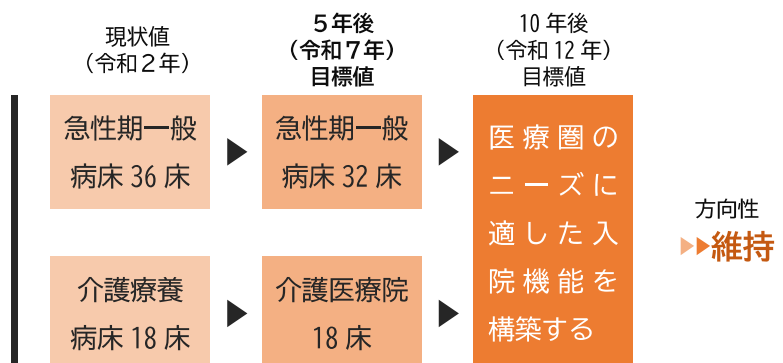 現状値
（令和２年）
５年後
（令和７年）
目標値
10 年後
（令和 12 年）
目標値
急性期一般
病床 36 床
急性期一般
病床 32 床
介護療養
病床 18 床
介護医療院
18 床
医療圏の
ニーズに
適した入
院機能を
構築する
方向性
維持